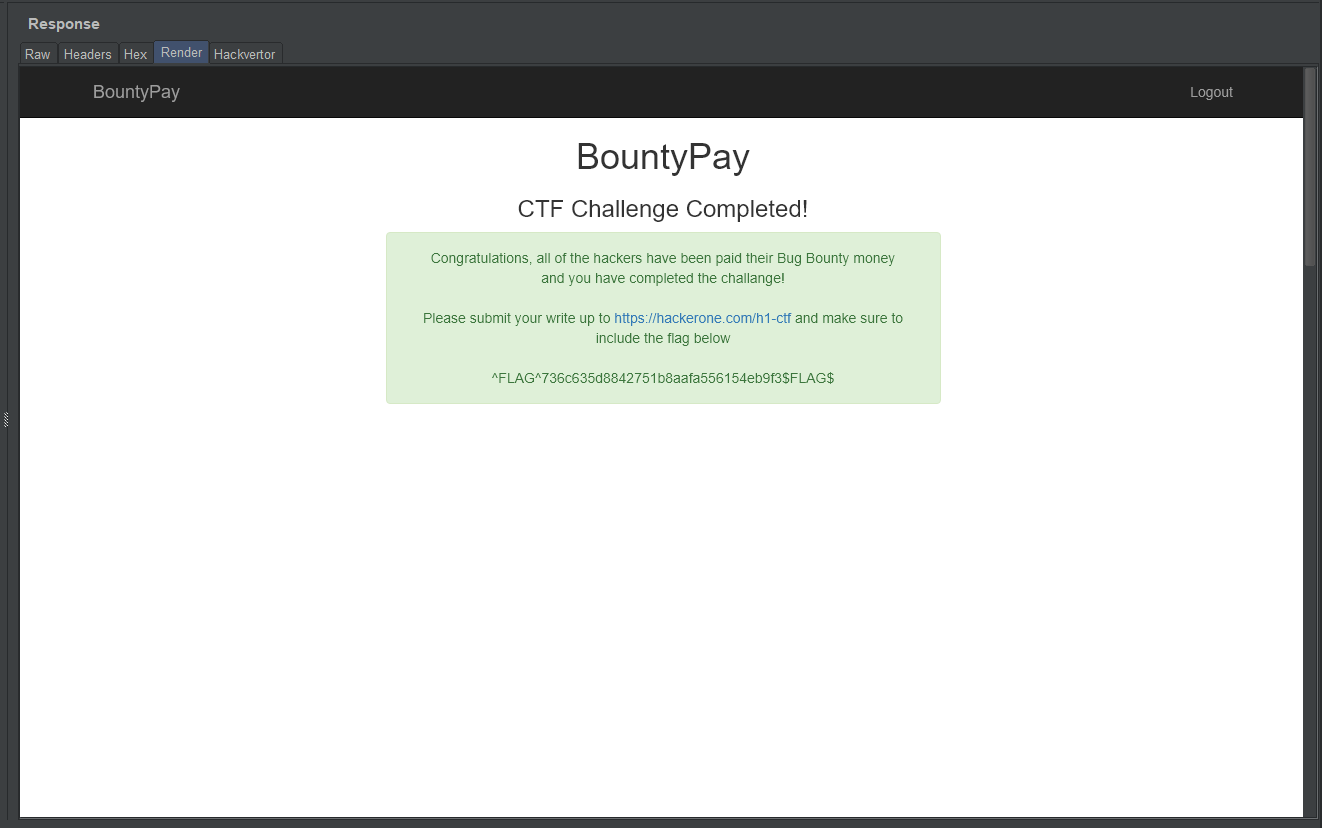 Response
Raw Headers Hex Render Hackvertor
BountyPay Logout
BountyPay
CTF Challenge Completed!
Congratulations, all of the hackers have been paid their Bug Bounty money
and you have completed the challange!
Please submit your write up to https://hackerone.com/h1-ctf and make sure to
include the flag below
^FLAG^736c635d8842751b8aafa556154eb9f3$FLAG$